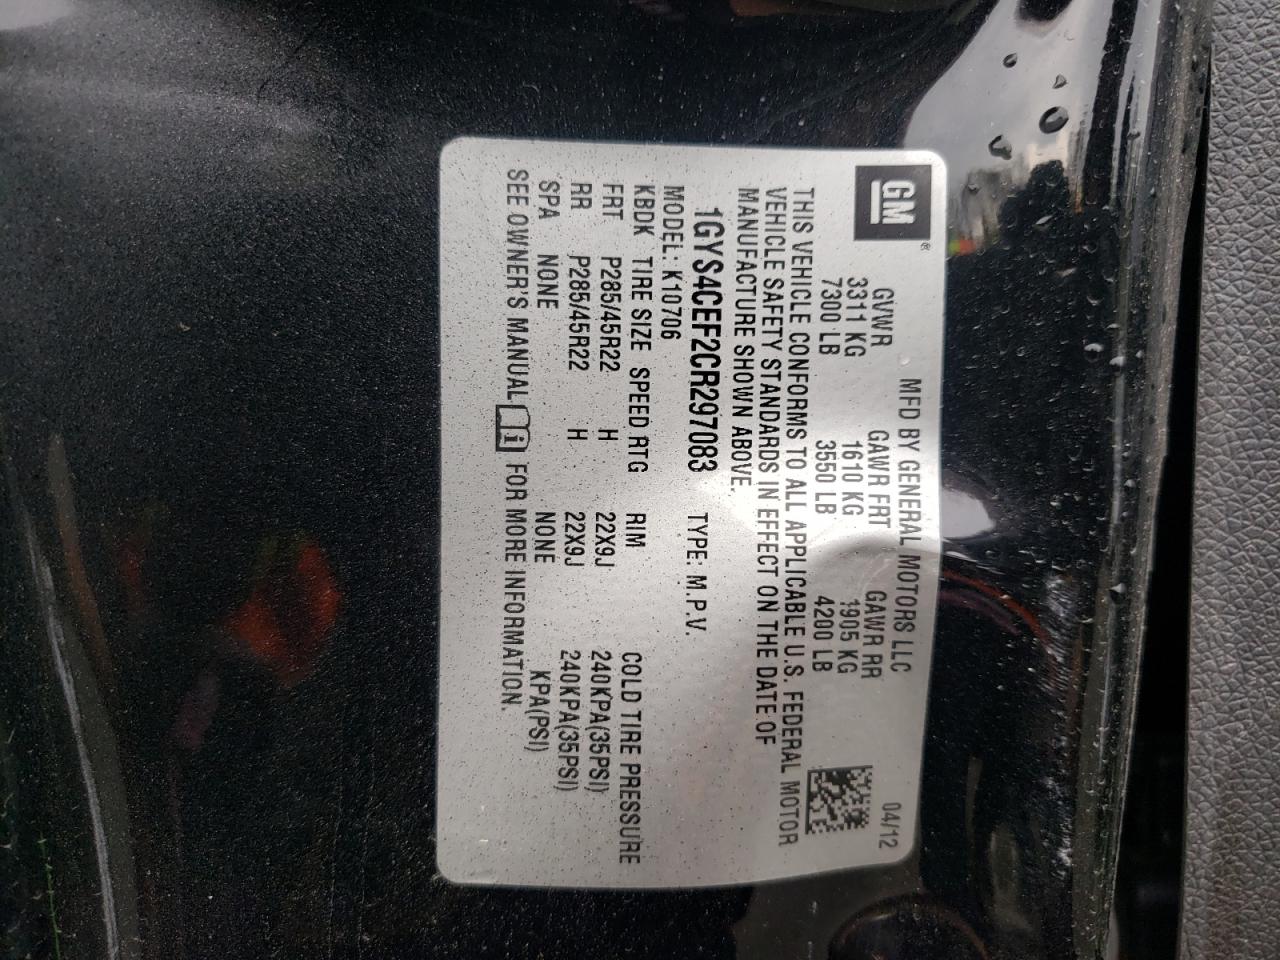 MFD BY GENERAL MOTORS LLC 04/12
GM®
GVWR GAWR FRT GAWR RR
3311 KG 1610 KG 1905 KG
7300 LB 3550 LB 4200 LB
THIS VEHICLE CONFORMS TO ALL APPLICABLE U.S. FEDERAL MOTOR
VEHICLE SAFETY STANDARDS IN EFFECT ON THE DATE OF
MANUFACTURE SHOWN ABOVE.
1GYS4CEF2CR297083 TYPE: M.P.V.
MODEL: K10706
KBDK TIRE SIZE SPEED RTG RIM COLD TIRE PRESSURE
FRT P285/45R22 H 22X9J 240KPA(35PSI)
RR P285/45R22 H 22X9J 240KPA(35PSI)
SPA NONE NONE KPA(PSI)
SEE OWNER'S MANUAL i FOR MORE INFORMATION.